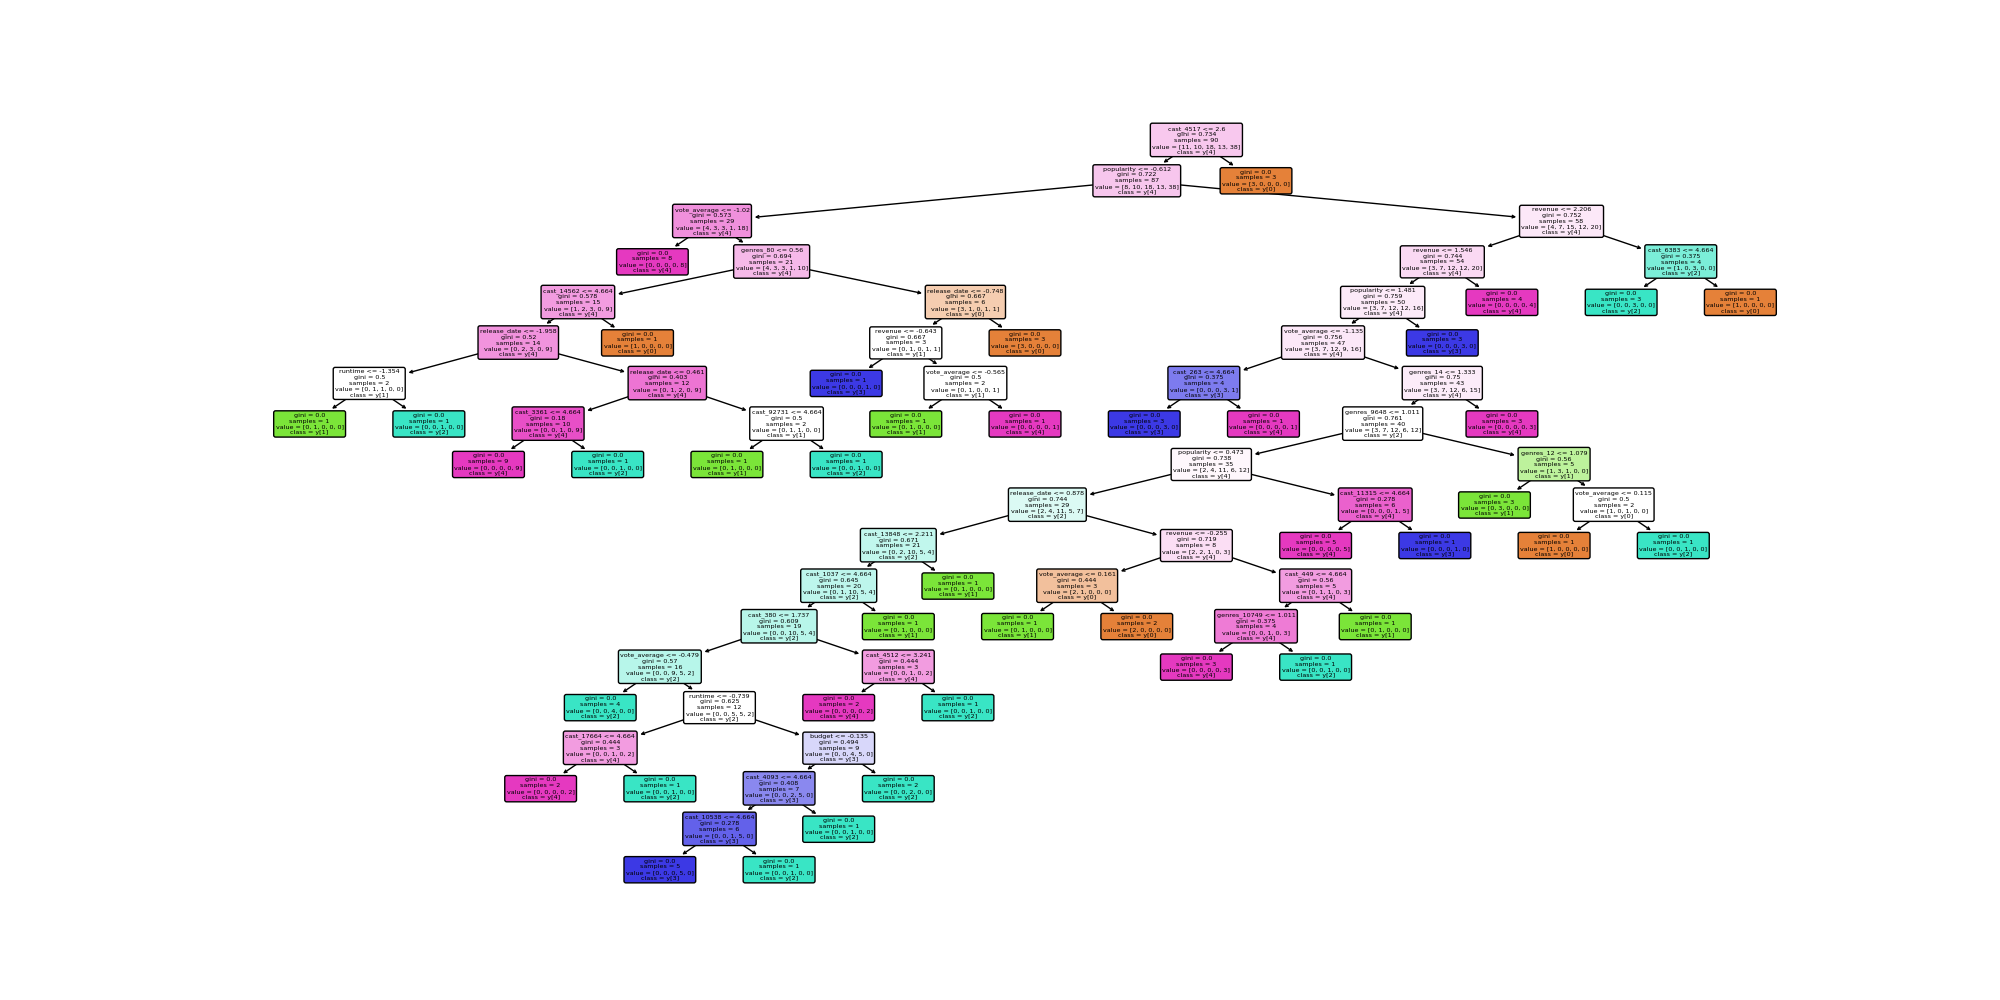 cast_4517 <= 2.6
gini = 0.734
samples = 90
value = [11, 10, 18, 13, 38]
class = y[4]
popularity <= -0.612
gini = 0.722
samples = 87
value = [8, 10, 18, 13, 38]
class = y[4]
gini = 0.0
samples = 3
value = [3, 0, 0, 0, 0]
class = y[0]
vote_average <= -1.02
gini = 0.573
samples = 29
value = [4, 3, 3, 1, 18]
class = y[4]
revenue <= 2.206
gini = 0.752
samples = 58
value = [4, 7, 15, 12, 20]
class = y[4]
gini = 0.0
samples = 8
value = [0, 0, 0, 0, 8]
class = y[4]
genres_80 <= 0.56
gini = 0.694
samples = 21
value = [4, 3, 3, 1, 10]
class = y[4]
revenue <= 1.546
gini = 0.744
samples = 54
value = [3, 7, 12, 12, 20]
class = y[4]
cast_6383 <= 4.664
gini = 0.375
samples = 4
value = [1, 0, 3, 0, 0]
class = y[2]
cast_14562 <= 4.664
gini = 0.578
samples = 15
value = [1, 2, 3, 0, 9]
class = y[4]
release_date <= -0.748
gini = 0.667
samples = 6
value = [3, 1, 0, 1, 1]
class = y[0]
popularity <= 1.481
gini = 0.759
samples = 50
value = [3, 7, 12, 12, 16]
class = y[4]
gini = 0.0
samples = 4
value = [0, 0, 0, 0, 4]
class = y[4]
gini = 0.0
samples = 3
value = [0, 0, 3, 0, 0]
class = y[2]
gini = 0.0
samples = 1
value = [1, 0, 0, 0, 0]
class = y[0]
release_date <= -1.958
gini = 0.52
samples = 14
value = [0, 2, 3, 0, 9]
class = y[4]
gini = 0.0
samples = 1
value = [1, 0, 0, 0, 0]
class = y[0]
revenue <= -0.643
gini = 0.667
samples = 3
value = [0, 1, 0, 1, 1]
class = y[1]
gini = 0.0
samples = 3
value = [3, 0, 0, 0, 0]
class = y[0]
vote_average <= -1.135
gini = 0.756
samples = 47
value = [3, 7, 12, 9, 16]
class = y[4]
gini = 0.0
samples = 3
value = [0, 0, 0, 3, 0]
class = y[3]
runtime <= -1.354
gini = 0.5
samples = 2
value = [0, 1, 1, 0, 0]
class = y[1]
release_date <= 0.461
gini = 0.403
samples = 12
value = [0, 1, 2, 0, 9]
class = y[4]
gini = 0.0
samples = 1
value = [0, 0, 0, 1, 0]
class = y[3]
vote_average <= -0.565
gini = 0.5
samples = 2
value = [0, 1, 0, 0, 1]
class = y[1]
cast_263 <= 4.664
gini = 0.375
samples = 4
value = [0, 0, 0, 3, 1]
class = y[3]
genres_14 <= 1.333
gini = 0.75
samples = 43
value = [3, 7, 12, 6, 15]
class = y[4]
gini = 0.0
samples = 1
value = [0, 1, 0, 0, 0]
class = y[1]
gini = 0.0
samples = 1
value = [0, 0, 1, 0, 0]
class = y[2]
cast_3361 <= 4.664
gini = 0.18
samples = 10
value = [0, 0, 1, 0, 9]
class = y[4]
cast_92731 <= 4.664
gini = 0.5
samples = 2
value = [0, 1, 1, 0, 0]
class = y[1]
gini = 0.0
samples = 1
value = [0, 1, 0, 0, 0]
class = y[1]
gini = 0.0
samples = 1
value = [0, 0, 0, 0, 1]
class = y[4]
gini = 0.0
samples = 3
value = [0, 0, 0, 3, 0]
class = y[3]
gini = 0.0
samples = 1
value = [0, 0, 0, 0, 1]
class = y[4]
genres_9648 <= 1.011
gini = 0.761
samples = 40
value = [3, 7, 12, 6, 12]
class = y[2]
gini = 0.0
samples = 3
value = [0, 0, 0, 0, 3]
class = y[4]
gini = 0.0
samples = 9
value = [0, 0, 0, 0, 9]
class = y[4]
gini = 0.0
samples = 1
value = [0, 0, 1, 0, 0]
class = y[2]
gini = 0.0
samples = 1
value = [0, 1, 0, 0, 0]
class = y[1]
gini = 0.0
samples = 1
value = [0, 0, 1, 0, 0]
class = y[2]
popularity <= 0.473
gini = 0.738
samples = 35
value = [2, 4, 11, 6, 12]
class = y[4]
genres_12 <= 1.079
gini = 0.56
samples = 5
value = [1, 3, 1, 0, 0]
class = y[1]
release_date <= 0.878
gini = 0.744
samples = 29
value = [2, 4, 11, 5, 7]
class = y[2]
cast_11315 <= 4.664
gini = 0.278
samples = 6
value = [0, 0, 0, 1, 5]
class = y[4]
gini = 0.0
samples = 3
value = [0, 3, 0, 0, 0]
class = y[1]
vote_average <= 0.115
gini = 0.5
samples = 2
value = [1, 0, 1, 0, 0]
class = y[0]
cast_13848 <= 2.211
gini = 0.671
samples = 21
value = [0, 2, 10, 5, 4]
class = y[2]
revenue <= -0.255
gini = 0.719
samples = 8
value = [2, 2, 1, 0, 3]
class = y[4]
gini = 0.0
samples = 5
value = [0, 0, 0, 0, 5]
class = y[4]
gini = 0.0
samples = 1
value = [0, 0, 0, 1, 0]
class = y[3]
gini = 0.0
samples = 1
value = [1, 0, 0, 0, 0]
class = y[0]
gini = 0.0
samples = 1
value = [0, 0, 1, 0, 0]
class = y[2]
cast_1037 <= 4.664
gini = 0.645
samples = 20
value = [0, 1, 10, 5, 4]
class = y[2]
gini = 0.0
samples = 1
value = [0, 1, 0, 0, 0]
class = y[1]
vote_average <= 0.161
gini = 0.444
samples = 3
value = [2, 1, 0, 0, 0]
class = y[0]
cast_449 <= 4.664
gini = 0.56
samples = 5
value = [0, 1, 1, 0, 3]
class = y[4]
cast_380 <= 1.737
gini = 0.609
samples = 19
value = [0, 0, 10, 5, 4]
class = y[2]
gini = 0.0
samples = 1
value = [0, 1, 0, 0, 0]
class = y[1]
gini = 0.0
samples = 1
value = [0, 1, 0, 0, 0]
class = y[1]
gini = 0.0
samples = 2
value = [2, 0, 0, 0, 0]
class = y[0]
genres_10749 <= 1.011
gini = 0.375
samples = 4
value = [0, 0, 1, 0, 3]
class = y[4]
gini = 0.0
samples = 1
value = [0, 1, 0, 0, 0]
class = y[1]
vote_average <= -0.479
gini = 0.57
samples = 16
value = [0, 0, 9, 5, 2]
class = y[2]
cast_4512 <= 3.241
gini = 0.444
samples = 3
value = [0, 0, 1, 0, 2]
class = y[4]
gini = 0.0
samples = 3
value = [0, 0, 0, 0, 3]
class = y[4]
gini = 0.0
samples = 1
value = [0, 0, 1, 0, 0]
class = y[2]
gini = 0.0
samples = 4
value = [0, 0, 4, 0, 0]
class = y[2]
runtime <= -0.739
gini = 0.625
samples = 12
value = [0, 0, 5, 5, 2]
class = y[2]
gini = 0.0
samples = 2
value = [0, 0, 0, 0, 2]
class = y[4]
gini = 0.0
samples = 1
value = [0, 0, 1, 0, 0]
class = y[2]
cast_17664 <= 4.664
gini = 0.444
samples = 3
value = [0, 0, 1, 0, 2]
class = y[4]
budget <= -0.135
gini = 0.494
samples = 9
value = [0, 0, 4, 5, 0]
class = y[3]
gini = 0.0
samples = 2
value = [0, 0, 0, 0, 2]
class = y[4]
gini = 0.0
samples = 1
value = [0, 0, 1, 0, 0]
class = y[2]
cast_4093 <= 4.664
gini = 0.408
samples = 7
value = [0, 0, 2, 5, 0]
class = y[3]
gini = 0.0
samples = 2
value = [0, 0, 2, 0, 0]
class = y[2]
cast_10538 <= 4.664
gini = 0.278
samples = 6
value = [0, 0, 1, 5, 0]
class = y[3]
gini = 0.0
samples = 1
value = [0, 0, 1, 0, 0]
class = y[2]
gini = 0.0
samples = 5
value = [0, 0, 0, 5, 0]
class = y[3]
gini = 0.0
samples = 1
value = [0, 0, 1, 0, 0]
class = y[2]